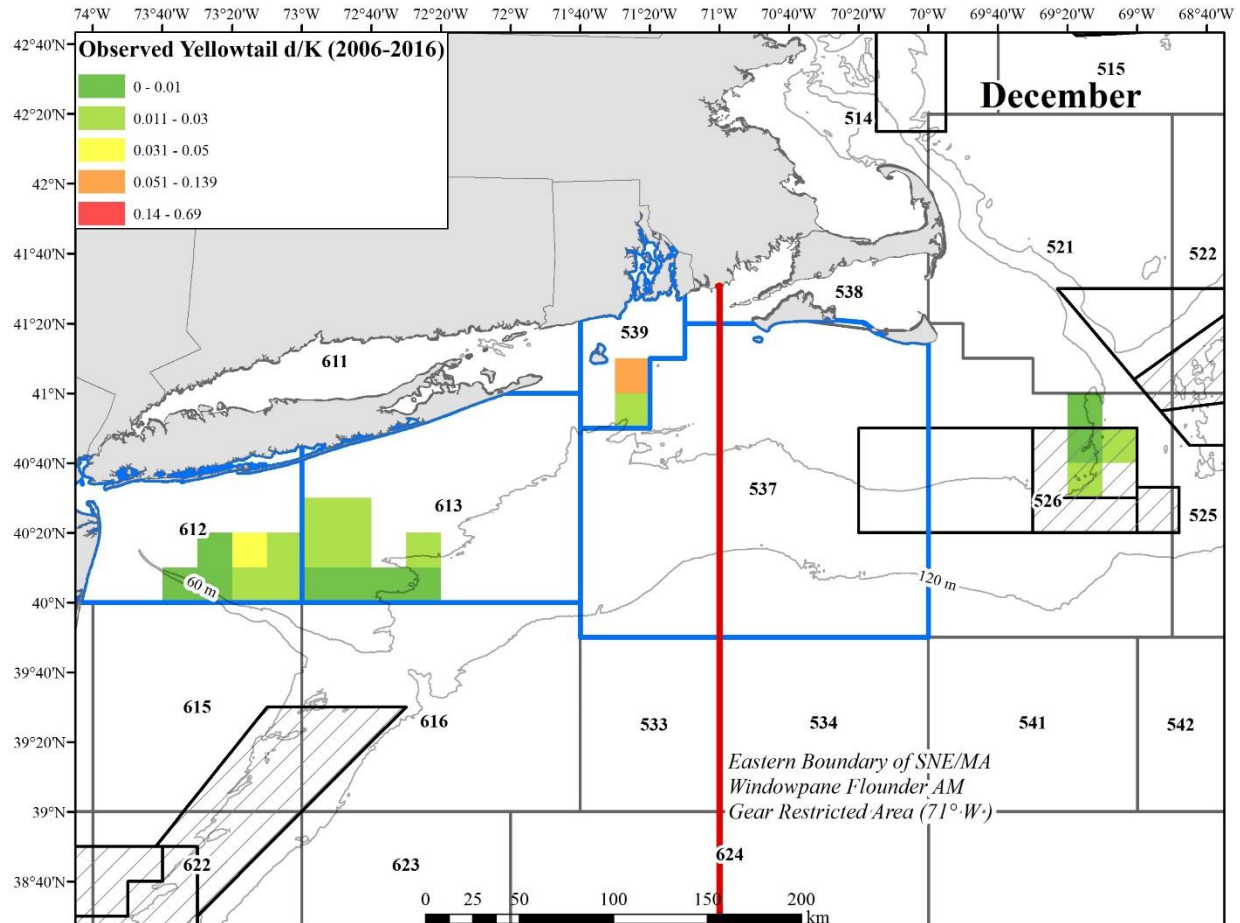 74°W 73°40'W 73°20'W 73°W 72°40'W 72°20'W 72°W 71°40'W 71°20'W 71°W 70°40'W 70°20'W 70°W 69°40'W 69°20'W 69°W 68°40'W
Observed Yellowtail d/K (2006-2016)
0 - 0.01
0.011 - 0.03
0.031 - 0.05
0.051 - 0.139
0.14 - 0.69
December
42°40'N
42°20'N
42°N
41°40'N
41°20'N
41°N
40°40'N
40°20'N
40°N
39°40'N
39°20'N
39°N
38°40'N
515
514
521
522
538
539
611
537
526
525
613
612
60 m
120 m
615
616
533
534
541
542
Eastern Boundary of SNE/MA
Windowpane Flounder AM
Gear Restricted Area (71° W)
622
623
624
0 25 50 100 150 200
km